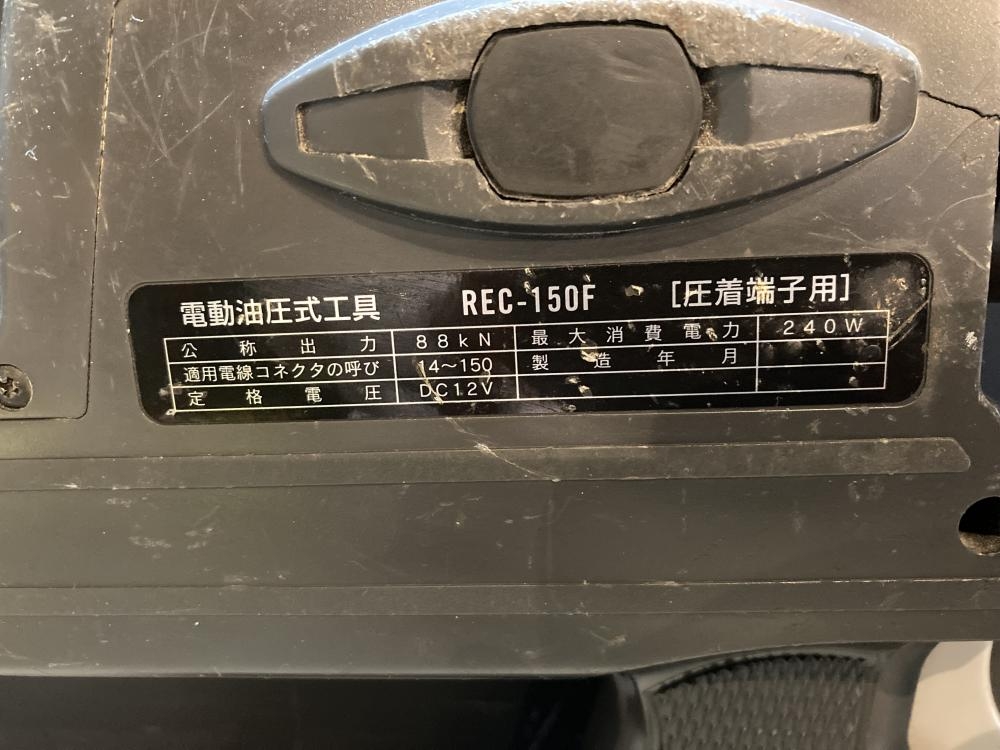 電動油圧式工具 REC-150F [圧着端子用]
公称出力 88kN 最大消費電力 240W
適用電線コネクタの呼び 14〜150 製造年月
定格電圧 DC12V